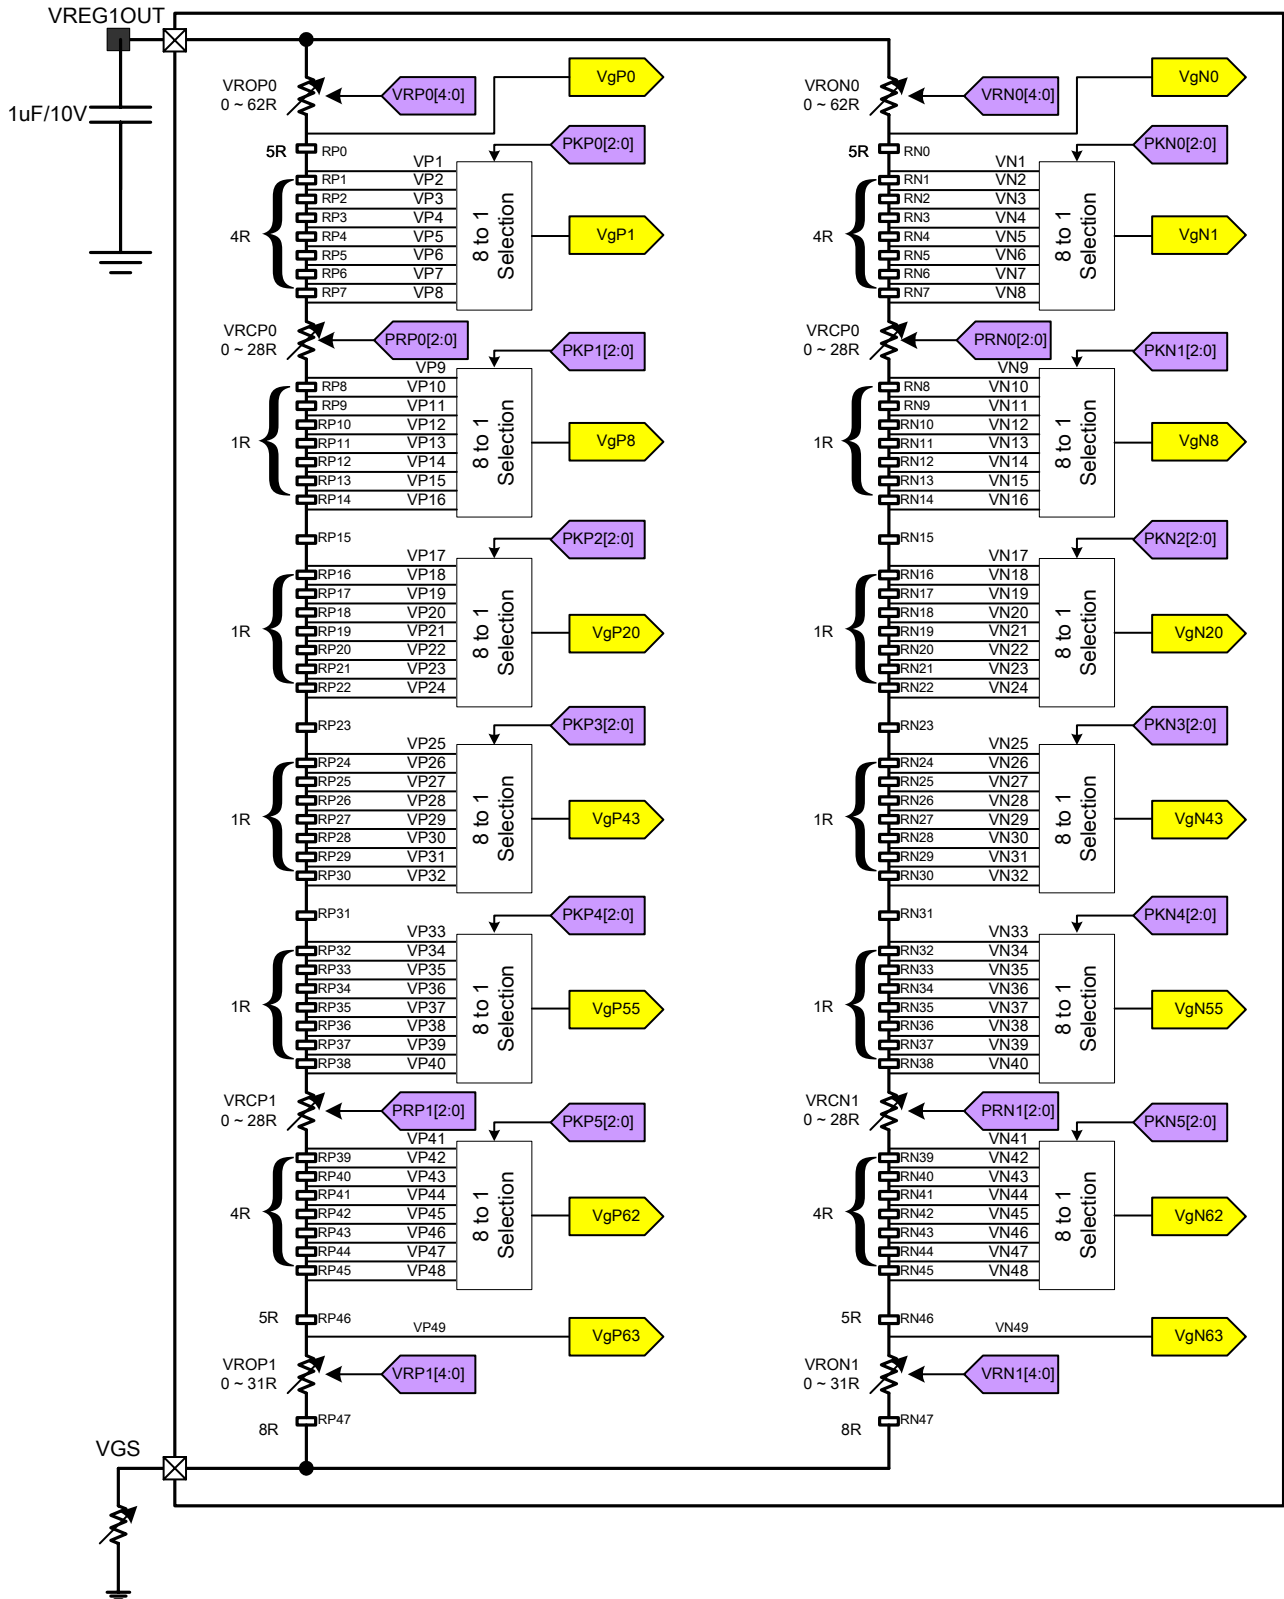 VREG1OUT
1uF/10V
VROP0
0 ~ 62R
VRP0[4:0]
VgP0
5R
RP0
PKP0[2:0]
VP1
RP1
VP2
RP2
VP3
RP3
VP4
4R
RP4
VP5
RP5
VP6
RP6
VP7
RP7
VP8
8 to 1
Selection
VgP1
VRCP0
0 ~ 28R
PRP0[2:0]
PKP1[2:0]
VP9
RP8
VP10
RP9
VP11
RP10
VP12
1R
RP11
VP13
RP12
VP14
RP13
VP15
RP14
VP16
8 to 1
Selection
VgP8
RP15
PKP2[2:0]
VP17
RP16
VP18
RP17
VP19
RP18
VP20
1R
RP19
VP21
RP20
VP22
RP21
VP23
RP22
VP24
8 to 1
Selection
VgP20
RP23
PKP3[2:0]
VP25
RP24
VP26
RP25
VP27
RP26
VP28
1R
RP27
VP29
RP28
VP30
RP29
VP31
RP30
VP32
8 to 1
Selection
VgP43
RP31
PKP4[2:0]
VP33
RP32
VP34
RP33
VP35
RP34
VP36
1R
RP35
VP37
RP36
VP38
RP37
VP39
RP38
VP40
8 to 1
Selection
VgP55
VRCP1
0 ~ 28R
PRP1[2:0]
PKP5[2:0]
VP41
RP39
VP42
RP40
VP43
RP41
VP44
4R
RP42
VP45
RP43
VP46
RP44
VP47
RP45
VP48
8 to 1
Selection
VgP62
5R
RP46
VP49
VgP63
VROP1
0 ~ 31R
VRP1[4:0]
8R
RP47
VGS
VRON0
0 ~ 62R
VRN0[4:0]
VgN0
5R
RN0
PKN0[2:0]
VN1
RN1
VN2
RN2
VN3
RN3
VN4
4R
RN4
VN5
RN5
VN6
RN6
VN7
RN7
VN8
8 to 1
Selection
VgN1
VRCP0
0 ~ 28R
PRN0[2:0]
PKN1[2:0]
VN9
RN8
VN10
RN9
VN11
RN10
VN12
1R
RN11
VN13
RN12
VN14
RN13
VN15
RN14
VN16
8 to 1
Selection
VgN8
RN15
PKN2[2:0]
VN17
RN16
VN18
RN17
VN19
RN18
VN20
1R
RN19
VN21
RN20
VN22
RN21
VN23
RN22
VN24
8 to 1
Selection
VgN20
RN23
PKN3[2:0]
VN25
RN24
VN26
RN25
VN27
RN26
VN28
1R
RN27
VN29
RN28
VN30
RN29
VN31
RN30
VN32
8 to 1
Selection
VgN43
RN31
PKN4[2:0]
VN33
RN32
VN34
RN33
VN35
RN34
VN36
1R
RN35
VN37
RN36
VN38
RN37
VN39
RN38
VN40
8 to 1
Selection
VgN55
VRCN1
0 ~ 28R
PRN1[2:0]
PKN5[2:0]
VN41
RN39
VN42
RN40
VN43
RN41
VN44
4R
RN42
VN45
RN43
VN46
RN44
VN47
RN45
VN48
8 to 1
Selection
VgN62
5R
RN46
VN49
VgN63
VRON1
0 ~ 31R
VRN1[4:0]
8R
RN47